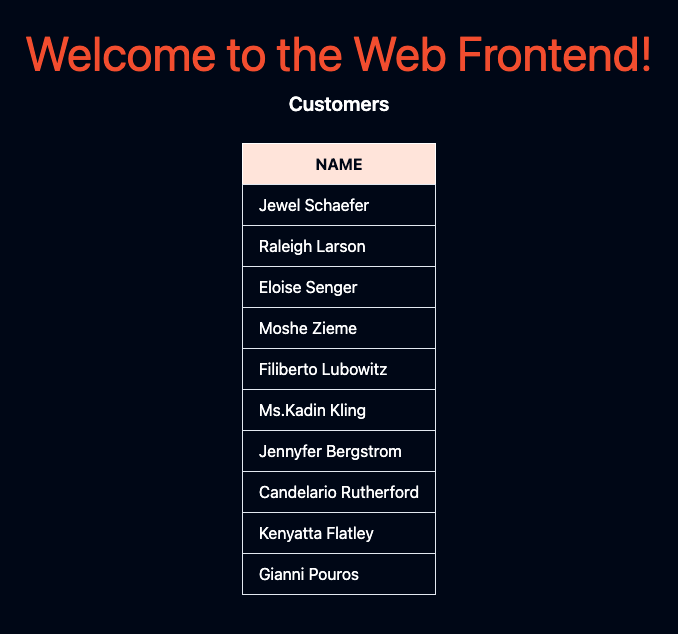 Welcome to the Web Frontend!
Customers
NAME
Jewel Schaefer
Raleigh Larson
Eloise Senger
Moshe Zieme
Filiberto Lubowitz
Ms.Kadin Kling
Jennyfer Bergstrom
Candelario Rutherford
Kenyatta Flatley
Gianni Pouros